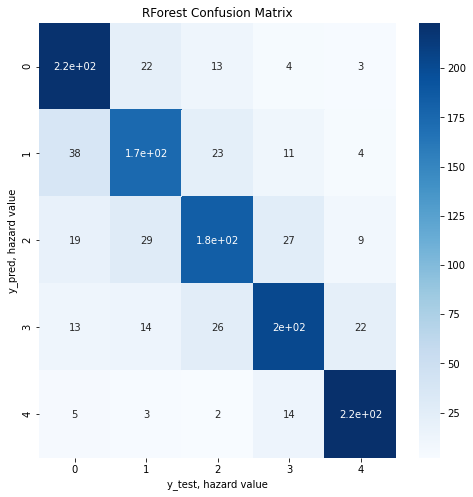 RForest Confusion Matrix
0 2.2e+02 22 13 4 3
1 38 1.7e+02 23 11 4
2 19 29 1.8e+02 27 9
3 13 14 26 2e+02 22
4 5 3 2 14 2.2e+02
0 1 2 3 4
y_test, hazard value
y_pred, hazard value
200
175
150
125
100
75
50
25